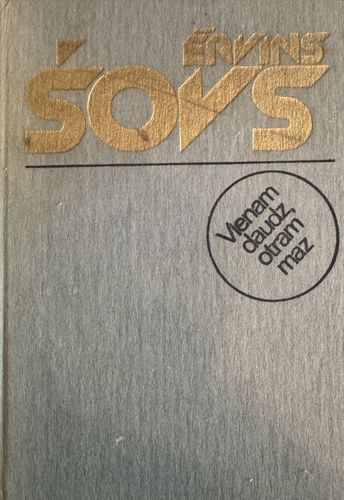 ĒRVINS
ŠOVS
Vienam
daudz,
otram
maz